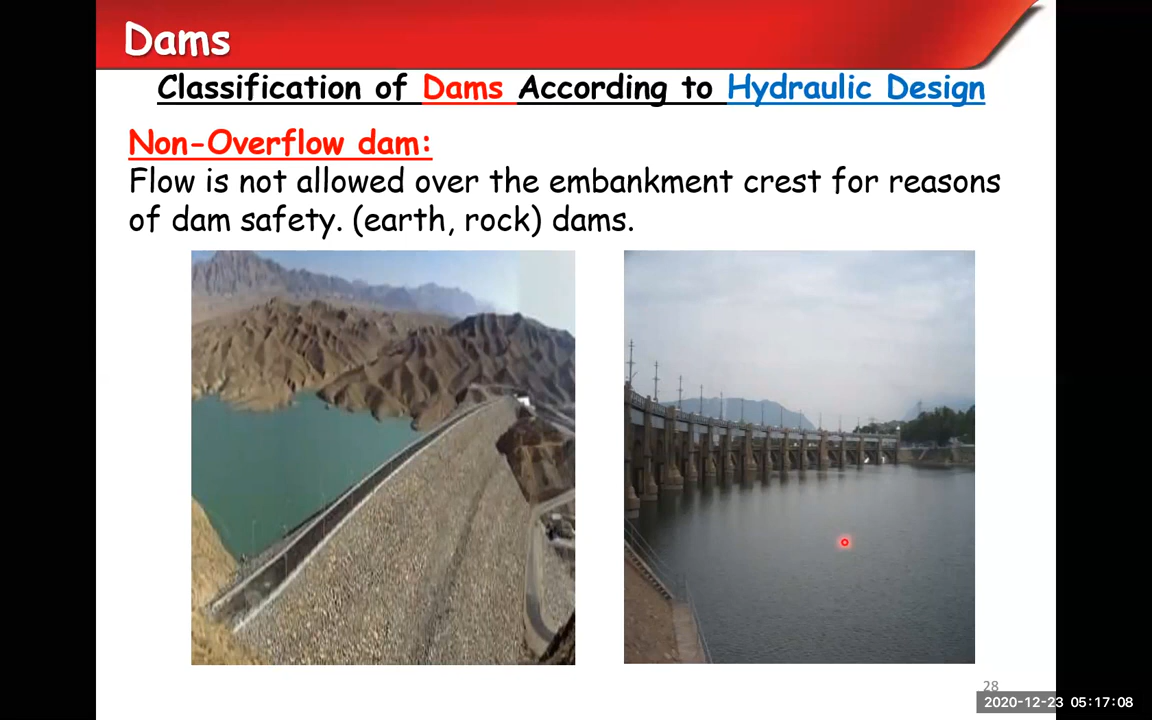 Dams
Classification of Dams According to Hydraulic Design
Non-Overflow dam:
Flow is not allowed over the embankment crest for reasons
of dam safety. (earth, rock) dams.
28
2020-12-23 05:17:08